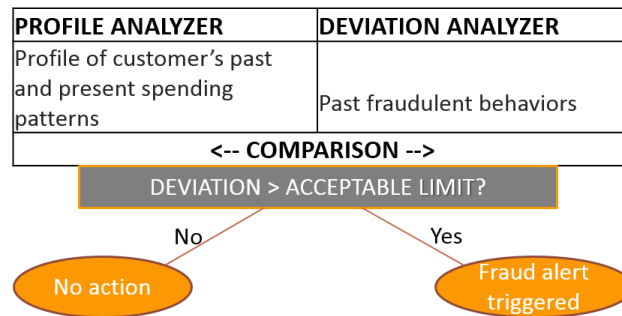 PROFILE ANALYZER
DEVIATION ANALYZER
Profile of customer's past
and present spending
patterns
Past fraudulent behaviors
<-- COMPARISON -->
DEVIATION > ACCEPTABLE LIMIT?
No
Yes
No action
Fraud alert
triggered